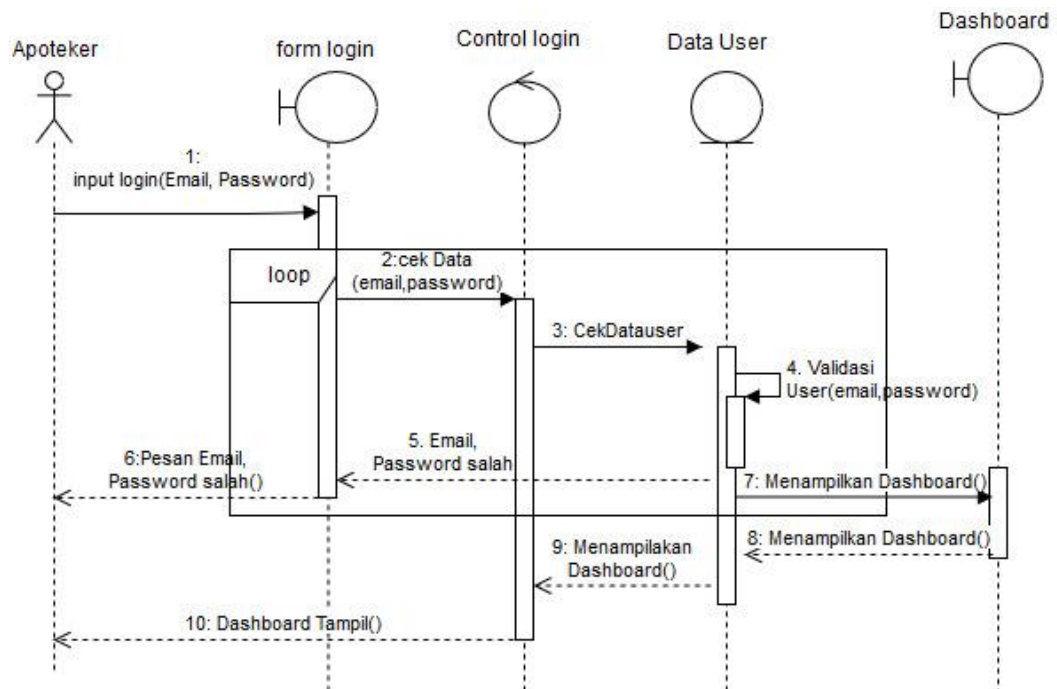 Apoteker
form login
Control login
Data User
Dashboard
1:
input login(Email, Password)
loop
2:cek Data
(email,password)
3: CekDatauser
4. Validasi
User(email,password)
5. Email,
Password salah
6:Pesan Email,
Password salah()
7: Menampilkan Dashboard()
8: Menampilkan Dashboard()
9: Menampilakan
Dashboard()
10: Dashboard Tampil()